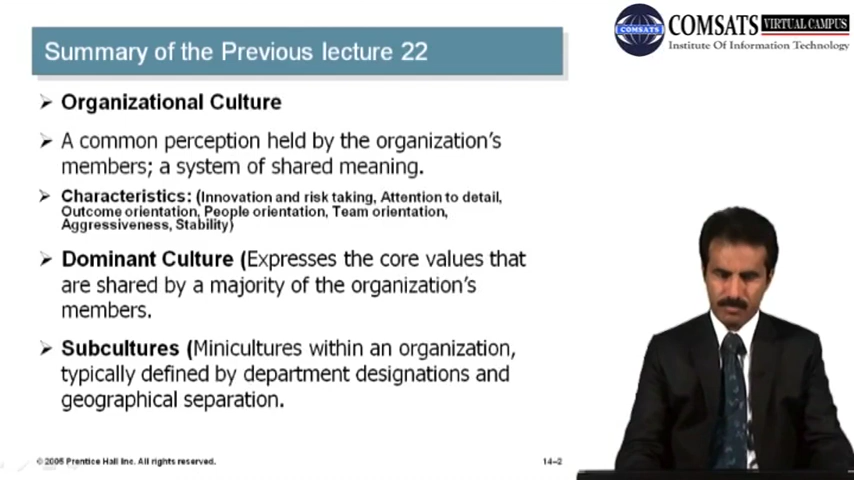 Summary of the Previous lecture 22
COMSATS VIRTUAL CAMPUS
COMSATS
Institute Of Information Technology
➢ Organizational Culture
➢ A common perception held by the organization's
members; a system of shared meaning.
➢ Characteristics: (Innovation and risk taking, Attention to detail,
Outcome orientation, People orientation, Team orientation,
Aggressiveness, Stability)
➢ Dominant Culture (Expresses the core values that
are shared by a majority of the organization's
members.
➢ Subcultures (Minicultures within an organization,
typically defined by department designations and
geographical separation.
© 2005 Prentice Hall Inc. All rights reserved.
14–2